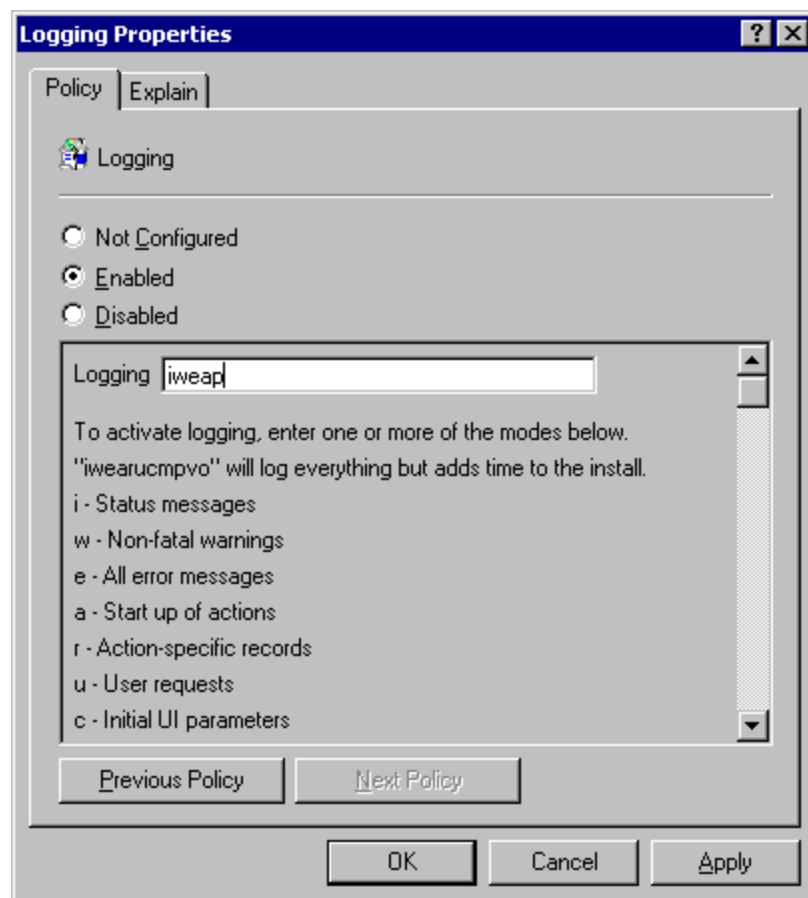 Logging Properties
Policy
Explain
Logging
Not Configured
Enabled
Disabled
Logging iweap
To activate logging, enter one or more of the modes below.
"iwearucmpvo" will log everything but adds time to the install.
i - Status messages
w - Non-fatal warnings
e - All error messages
a - Start up of actions
r - Action-specific records
u - User requests
c - Initial UI parameters
Previous Policy
Next Policy
OK
Cancel
Apply